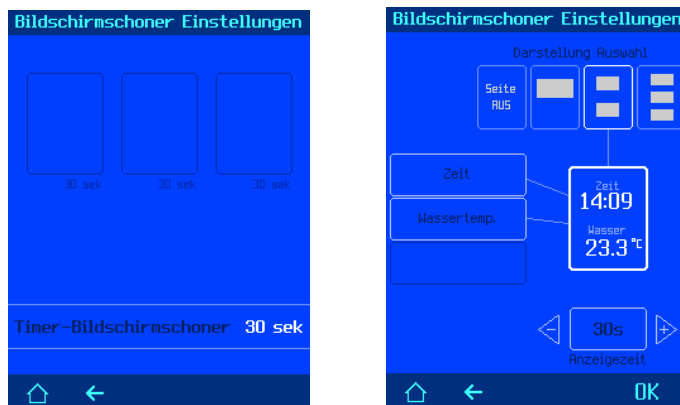 Bildschirmschoner Einstellungen
30 sek
30 sek
30 sek
Timer-Bildschirmschoner 30 sek
Bildschirmschoner Einstellungen
Darstellung Auswahl
Seite
AUS
Zeit
Wassertemp.
Zeit
14:09
Wasser
23.3 °C
- 30s +
Anzeigezeit
OK